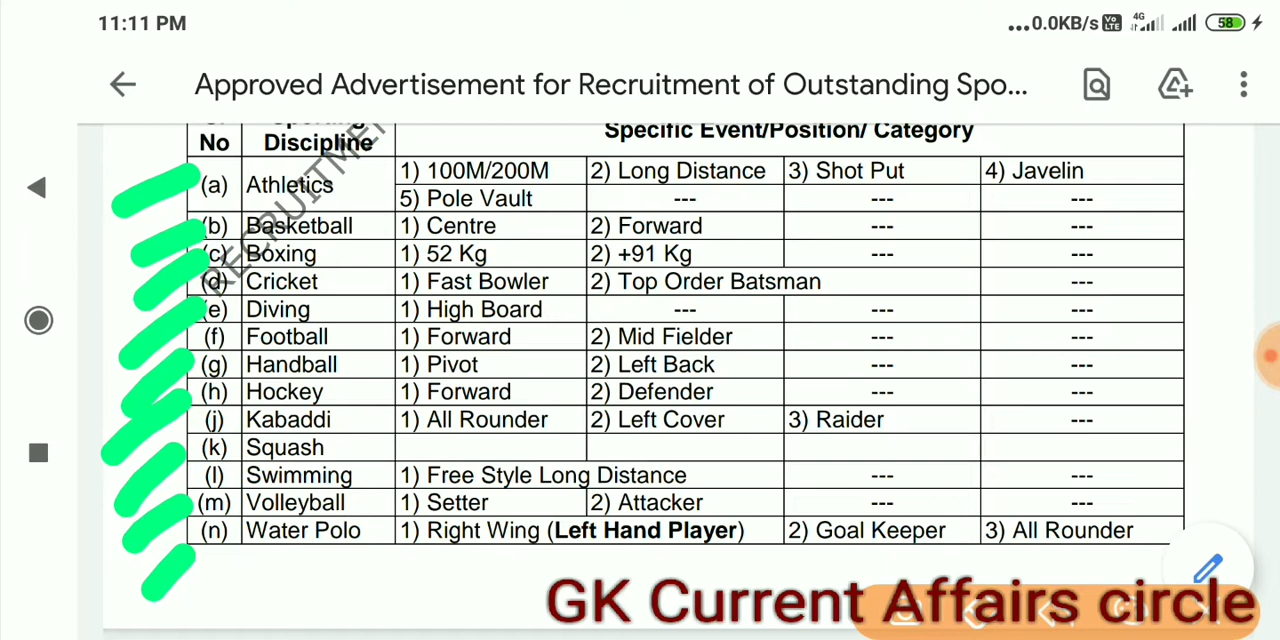 11:11 PM ...0.0KB/s Vo LTE 4G 58
Approved Advertisement for Recruitment of Outstanding Spo...
No Discipline Specific Event/Position/ Category
(a) Athletics 1) 100M/200M 2) Long Distance 3) Shot Put 4) Javelin
5) Pole Vault --- --- ---
(b) Basketball 1) Centre 2) Forward --- ---
(c) Boxing 1) 52 Kg 2) +91 Kg --- ---
(d) Cricket 1) Fast Bowler 2) Top Order Batsman ---
(e) Diving 1) High Board --- --- ---
(f) Football 1) Forward 2) Mid Fielder --- ---
(g) Handball 1) Pivot 2) Left Back --- ---
(h) Hockey 1) Forward 2) Defender --- ---
(j) Kabaddi 1) All Rounder 2) Left Cover 3) Raider ---
(k) Squash
(l) Swimming 1) Free Style Long Distance --- ---
(m) Volleyball 1) Setter 2) Attacker --- ---
(n) Water Polo 1) Right Wing (Left Hand Player) 2) Goal Keeper 3) All Rounder
RECRUITME
GK Current Affairs circle